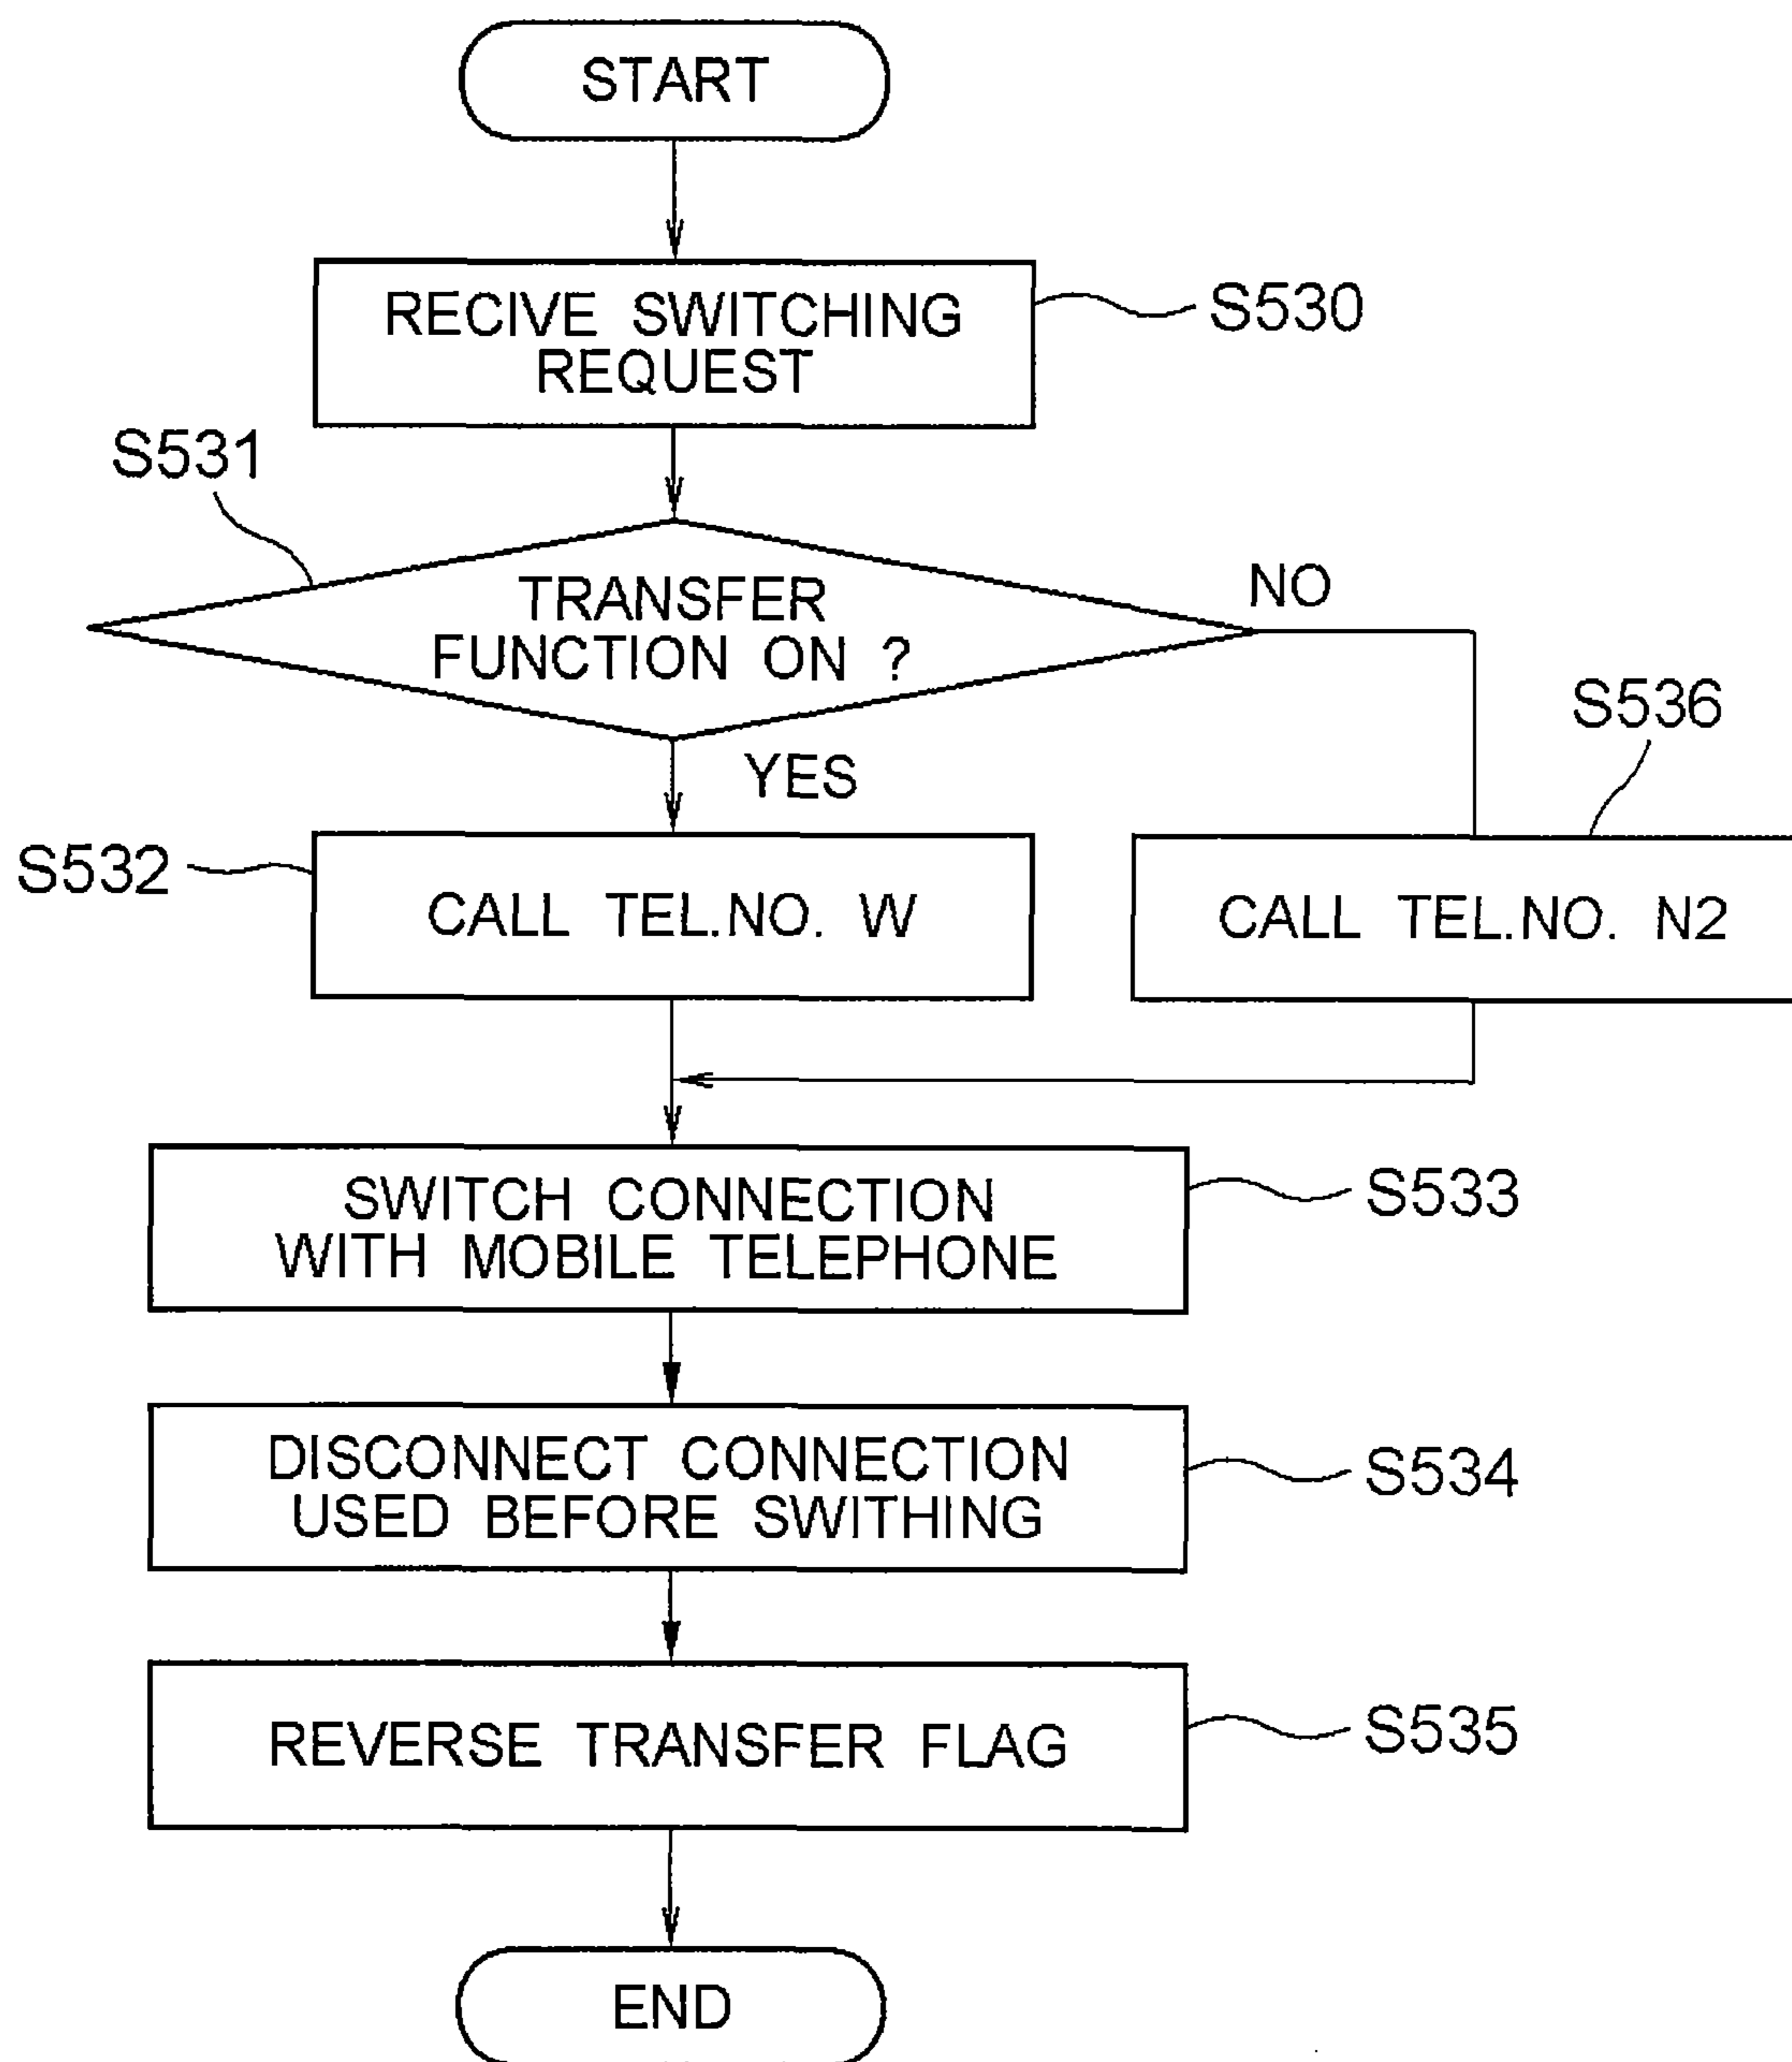 START
RECIVE SWITCHING
REQUEST
S530
S531
TRANSFER
FUNCTION ON ?
NO
YES
S536
S532
CALL TEL.NO. W
CALL TEL.NO. N2
SWITCH CONNECTION
WITH MOBILE TELEPHONE
S533
DISCONNECT CONNECTION
USED BEFORE SWITHING
S534
REVERSE TRANSFER FLAG
S535
END